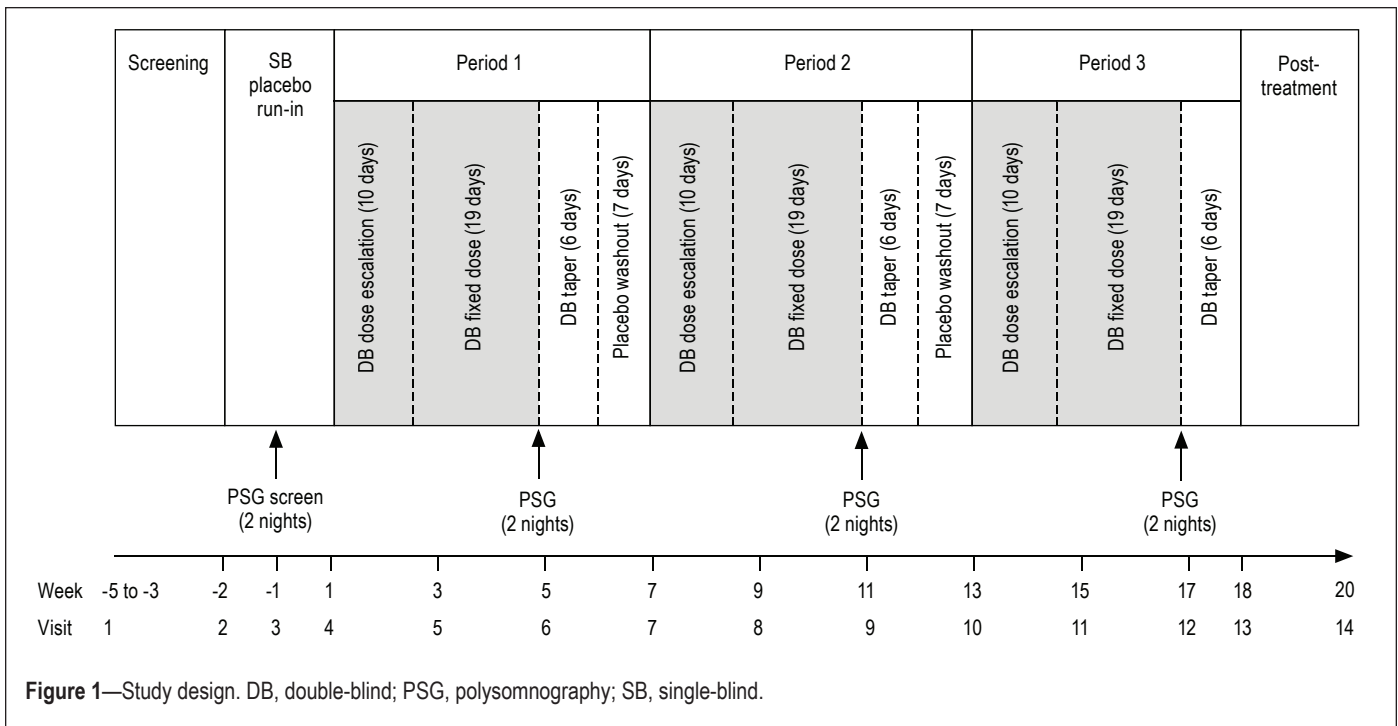 Screening
SB
placebo
run-in
Period 1
Period 2
Period 3
Post-
treatment
DB dose escalation (10 days)
DB fixed dose (19 days)
DB taper (6 days)
Placebo washout (7 days)
DB dose escalation (10 days)
DB fixed dose (19 days)
DB taper (6 days)
Placebo washout (7 days)
DB dose escalation (10 days)
DB fixed dose (19 days)
DB taper (6 days)
PSG screen
(2 nights)
PSG
(2 nights)
PSG
(2 nights)
PSG
(2 nights)
Week -5 to -3 -2 -1 1 3 5 7 9 11 13 15 17 18 20
Visit 1 2 3 4 5 6 7 8 9 10 11 12 13 14
Figure 1—Study design. DB, double-blind; PSG, polysomnography; SB, single-blind.